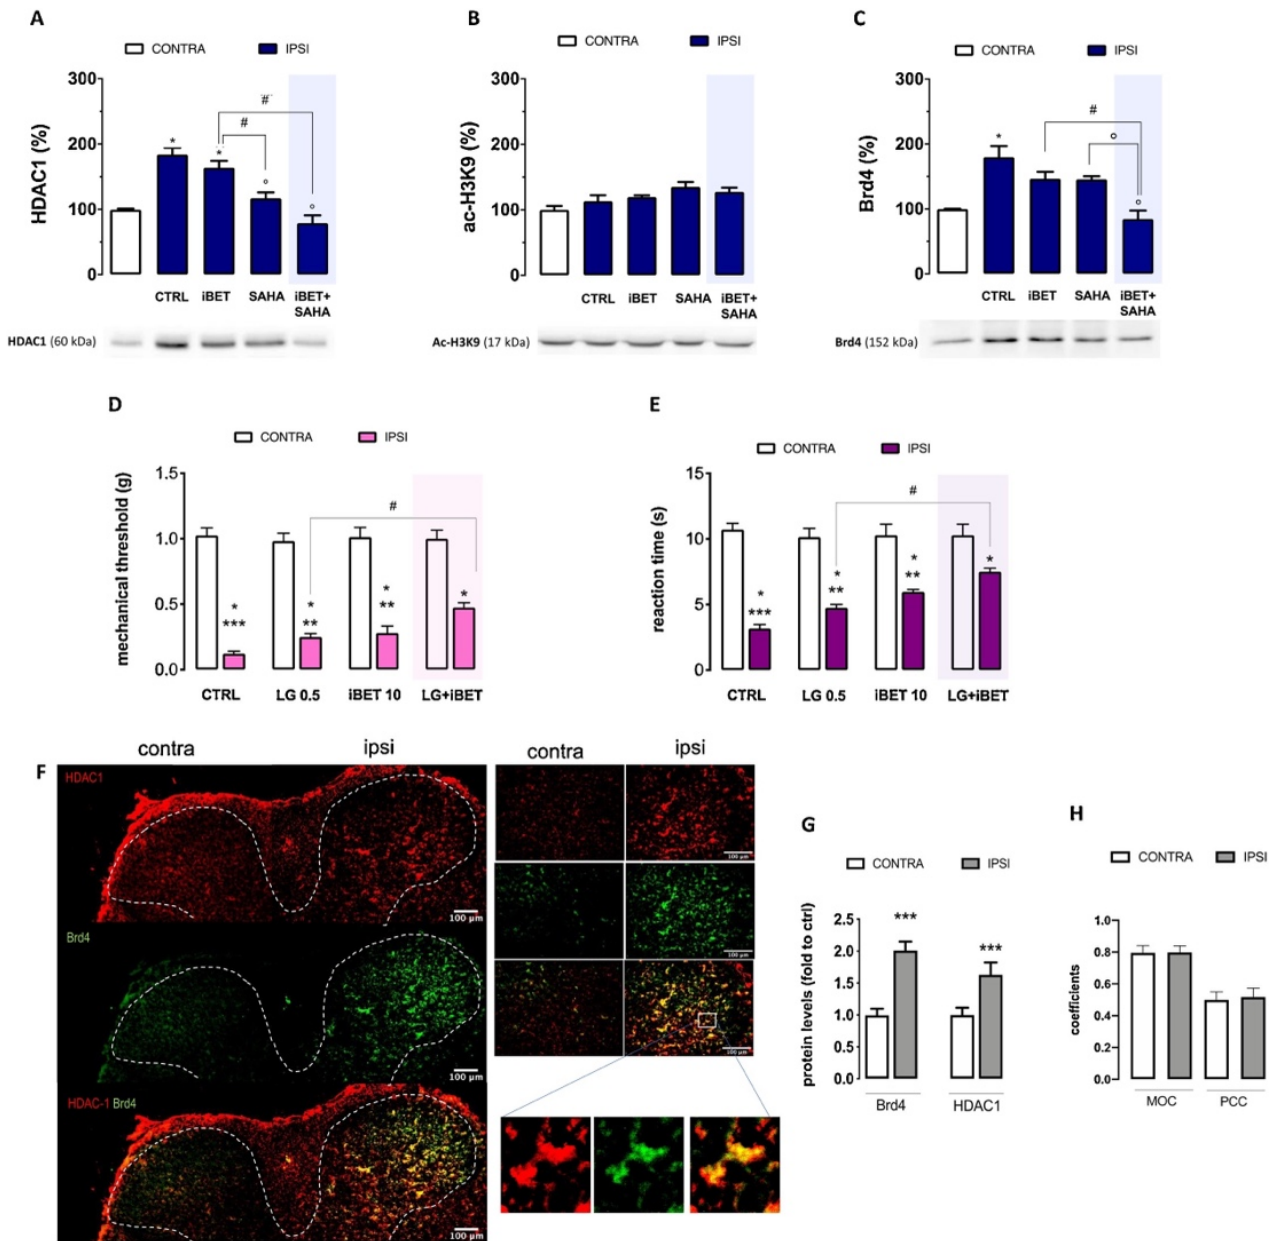 A
B
C
CONTRA IPSI
CONTRA IPSI
CONTRA IPSI
HDAC1 (%)
300
200
100
0
* * ° ° # #
CTRL iBET SAHA iBET+
SAHA
HDAC1 (60 kDa)
ac-H3K9 (%)
300
200
100
0
CTRL iBET SAHA iBET+
SAHA
Ac-H3K9 (17 kDa)
Brd4 (%)
300
200
100
0
* # ° °
CTRL iBET SAHA iBET+
SAHA
Brd4 (152 kDa)
D
E
CONTRA IPSI
CONTRA IPSI
mechanical threshold (g)
1.5
1.0
0.5
0.0
#
* * * *
*** ** **
CTRL LG 0.5 iBET 10 LG+iBET
reaction time (s)
15
10
5
0
#
* * * *
*** ** **
CTRL LG 0.5 iBET 10 LG+iBET
F
contra ipsi
contra ipsi
HDAC1
100 µm
Brd4
100 µm
HDAC-1 Brd4
100 µm
100 µm
100 µm
100 µm
G
CONTRA IPSI
protein levels (fold to ctrl)
2.5
2.0
1.5
1.0
0.5
0.0
*** ***
Brd4 HDAC1
H
CONTRA IPSI
coefficients
1.0
0.8
0.6
0.4
0.2
0.0
MOC PCC